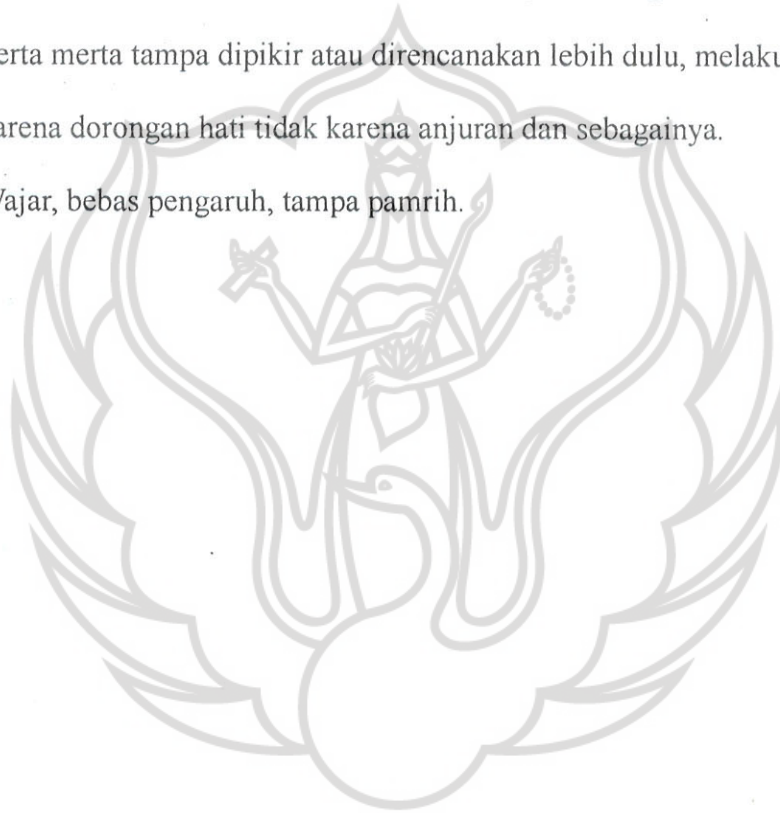 erta merta tampa dipikir atau direncanakan lebih dulu, melaku
arena dorongan hati tidak karena anjuran dan sebagainya.
ajar, bebas pengaruh, tampa pamrih.